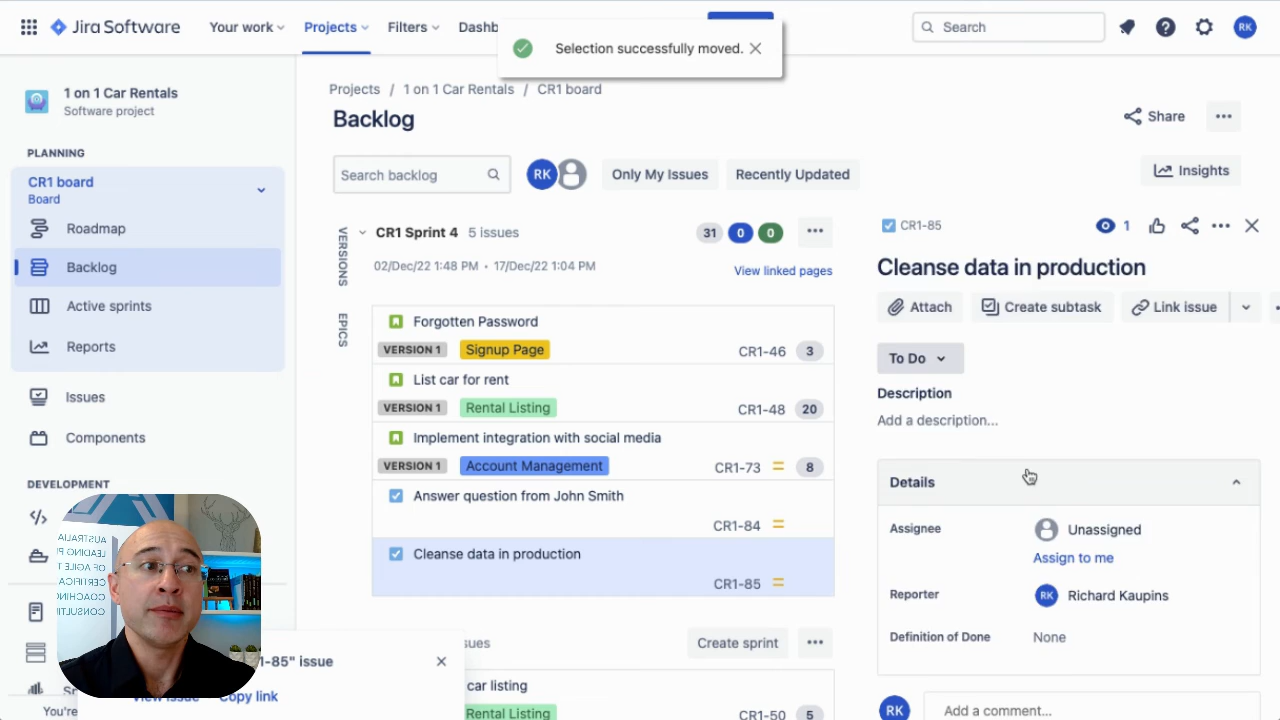 Jira Software
Your work
Projects
Filters
Dashb
Selection successfully moved.
Search
RK
1 on 1 Car Rentals
Software project
PLANNING
CR1 board
Board
Roadmap
Backlog
Active sprints
Reports
Issues
Components
DEVELOPMENT
Projects / 1 on 1 Car Rentals / CR1 board
Backlog
Share
Search backlog
RK
Only My Issues
Recently Updated
Insights
VERSIONS
EPICS
CR1 Sprint 4 5 issues
31 0 0
02/Dec/22 1:48 PM • 17/Dec/22 1:04 PM
View linked pages
Forgotten Password
VERSION 1 Signup Page CR1-46 3
List car for rent
VERSION 1 Rental Listing CR1-48 20
Implement integration with social media
VERSION 1 Account Management CR1-73 8
Answer question from John Smith
CR1-84
Cleanse data in production
CR1-85
sues
Create sprint
car listing
Rental Listing CR1-50 5
CR1-85
1
Cleanse data in production
Attach
Create subtask
Link issue
To Do
Description
Add a description...
Details
Assignee
Unassigned
Assign to me
Reporter
RK Richard Kaupins
Definition of Done
None
RK
Add a comment...
1-85" issue
View issue
Copy link
You're